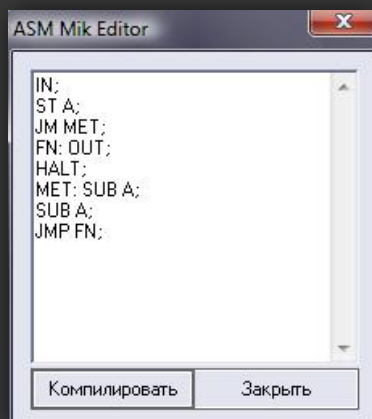 ASM Mik Editor
IN;
ST A;
JM MET;
FN: OUT;
HALT;
MET: SUB A;
SUB A;
JMP FN;
Компилировать
Закрыть